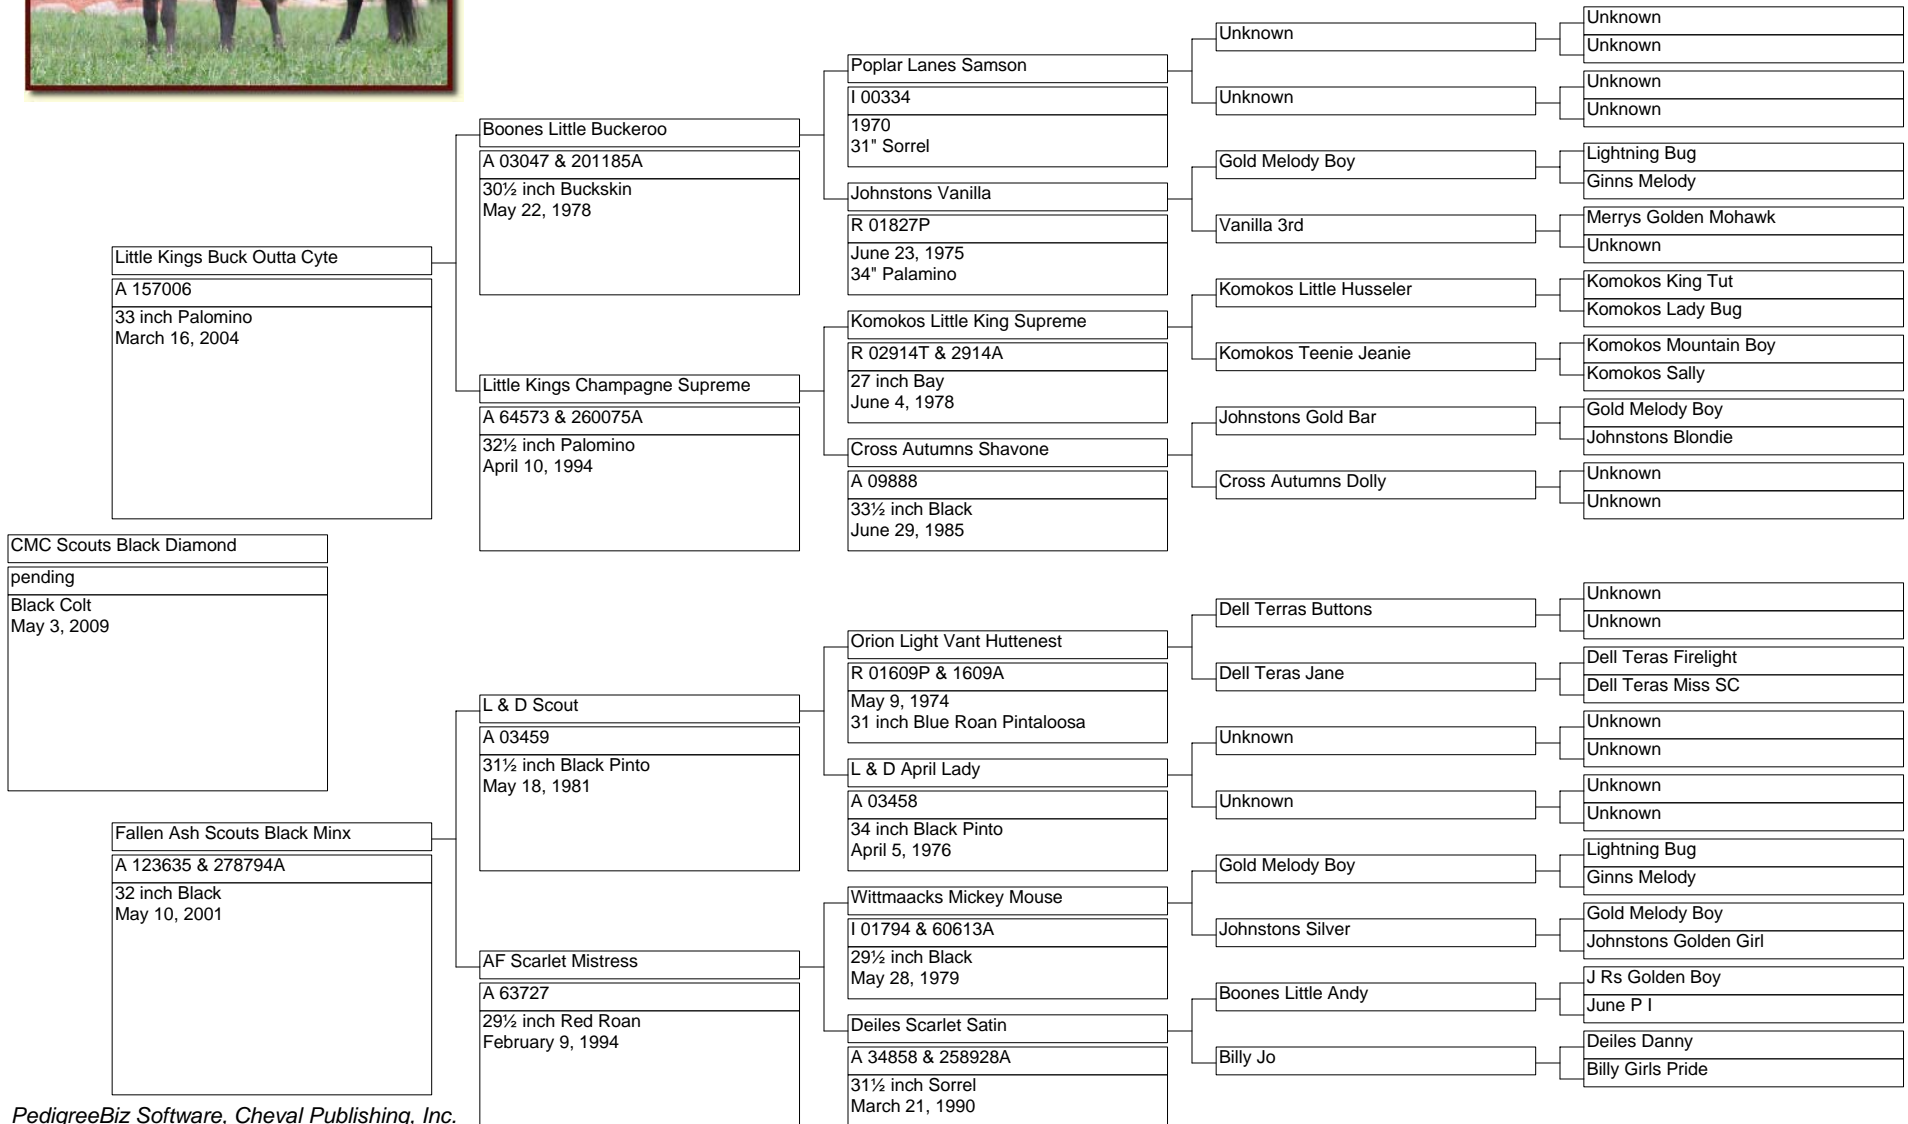 CMC Scouts Black Diamond
pending
Black Colt
May 3, 2009
Little Kings Buck Outta Cyte
A 157006
33 inch Palomino
March 16, 2004
Fallen Ash Scouts Black Minx
A 123635 & 278794A
32 inch Black
May 10, 2001
Boones Little Buckeroo
A 03047 & 201185A
30½ inch Buckskin
May 22, 1978
Little Kings Champagne Supreme
A 64573 & 260075A
32½ inch Palomino
April 10, 1994
L & D Scout
A 03459
31½ inch Black Pinto
May 18, 1981
AF Scarlet Mistress
A 63727
29½ inch Red Roan
February 9, 1994
Poplar Lanes Samson
I 00334
1970
31" Sorrel
Johnstons Vanilla
R 01827P
June 23, 1975
34" Palamino
Komokos Little King Supreme
R 02914T & 2914A
27 inch Bay
June 4, 1978
Cross Autumns Shavone
A 09888
33½ inch Black
June 29, 1985
Orion Light Vant Huttenest
R 01609P & 1609A
May 9, 1974
31 inch Blue Roan Pintaloosa
L & D April Lady
A 03458
34 inch Black Pinto
April 5, 1976
Wittmaacks Mickey Mouse
I 01794 & 60613A
29½ inch Black
May 28, 1979
Deiles Scarlet Satin
A 34858 & 258928A
31½ inch Sorrel
March 21, 1990
Unknown
Unknown
Gold Melody Boy
Vanilla 3rd
Komokos Little Husseler
Komokos Teenie Jeanie
Johnstons Gold Bar
Cross Autumns Dolly
Dell Terras Buttons
Dell Teras Jane
Unknown
Unknown
Gold Melody Boy
Johnstons Silver
Boones Little Andy
Billy Jo
Unknown
Unknown
Unknown
Unknown
Lightning Bug
Ginns Melody
Merrys Golden Mohawk
Unknown
Komokos King Tut
Komokos Lady Bug
Komokos Mountain Boy
Komokos Sally
Gold Melody Boy
Johnstons Blondie
Unknown
Unknown
Unknown
Unknown
Dell Teras Firelight
Dell Teras Miss SC
Unknown
Unknown
Unknown
Unknown
Lightning Bug
Ginns Melody
Gold Melody Boy
Johnstons Golden Girl
J Rs Golden Boy
June P I
Deiles Danny
Billy Girls Pride
PedigreeBiz Software, Cheval Publishing, Inc.